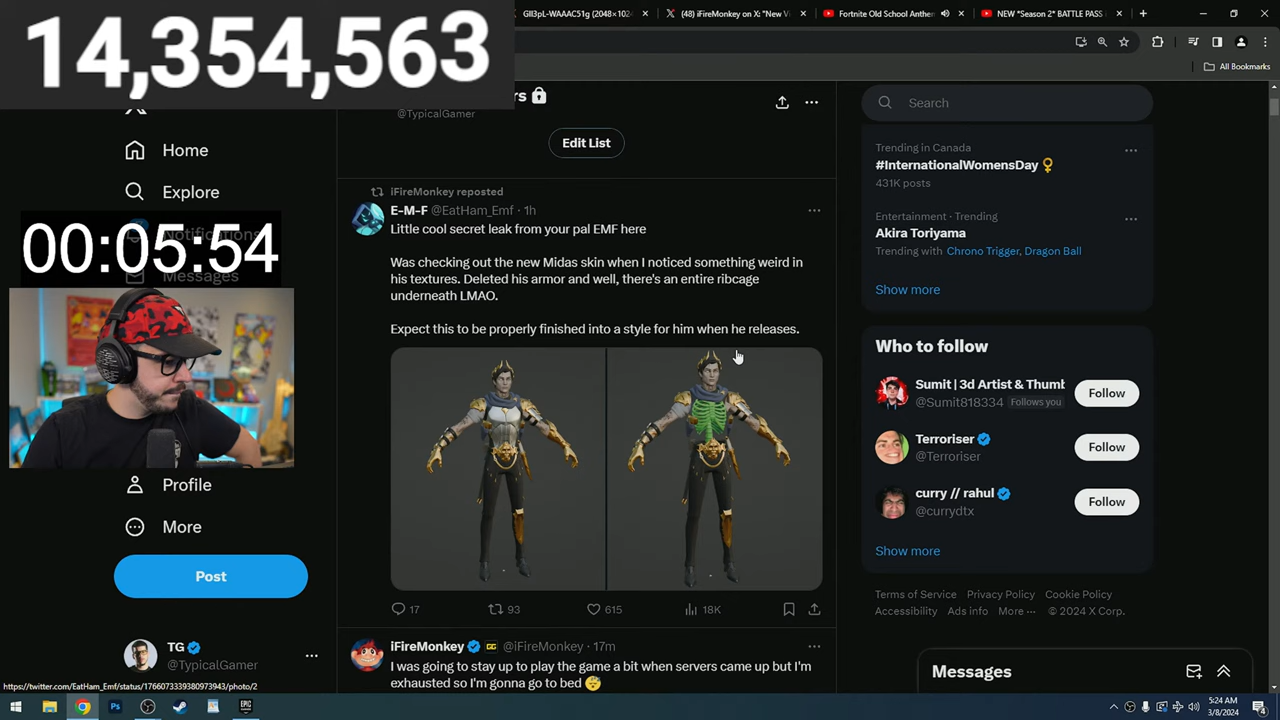 14,354,563
GII3pL-WAAAC51g (2048×102
(48) iFireMonkey on X: "New V
Fortnite Old School Anthem
NEW *Season 2* BATTLE PASS
All Bookmarks
@TypicalGamer
Edit List
Home
Explore
Notifications
Messages
Profile
More
Post
TG
@TypicalGamer
00:05:54
iFireMonkey reposted
E-M-F @EatHam_Emf · 1h
Little cool secret leak from your pal EMF here
Was checking out the new Midas skin when I noticed something weird in
his textures. Deleted his armor and well, there's an entire ribcage
underneath LMAO.
Expect this to be properly finished into a style for him when he releases.
17
93
615
18K
iFireMonkey @iFireMonkey · 17m
I was going to stay up to play the game a bit when servers came up but I'm
exhausted so I'm gonna go to bed
Search
Trending in Canada
#InternationalWomensDay
431K posts
Entertainment · Trending
Akira Toriyama
Trending with Chrono Trigger, Dragon Ball
Show more
Who to follow
Sumit | 3d Artist & Thumb
@Sumit818334 Follows you
Follow
Terroriser
@Terroriser
Follow
curry // rahul
@currydtx
Follow
Show more
Terms of Service Privacy Policy Cookie Policy
Accessibility Ads info More ··· © 2024 X Corp.
Messages
https://twitter.com/EatHam_Emf/status/1766073339380973943/photo/2
Ps
EPIC
5:24 AM
3/8/2024